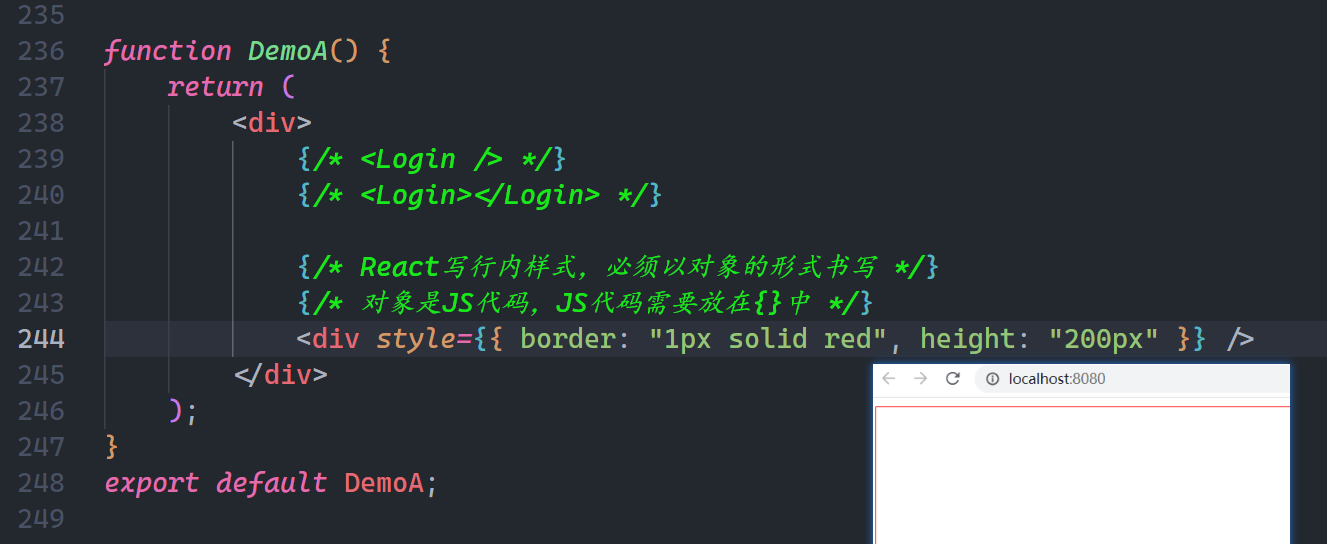 235
236 function DemoA() {
237 return (
238 <div>
239 {/* <Login /> */}
240 {/* <Login></Login> */}
241
242 {/* React写行内样式，必须以对象的形式书写 */}
243 {/* 对象是JS代码，JS代码需要放在{}中 */}
244 <div style={{ border: "1px solid red", height: "200px" }} />
245 </div>
localhost:8080
246 );
247 }
248 export default DemoA;
249